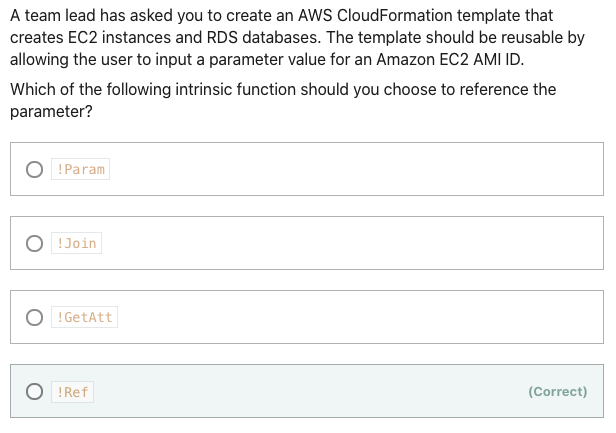 A team lead has asked you to create an AWS CloudFormation template that
creates EC2 instances and RDS databases. The template should be reusable by
allowing the user to input a parameter value for an Amazon EC2 AMI ID.
Which of the following intrinsic function should you choose to reference the
parameter?
!Param
!Join
!GetAtt
!Ref (Correct)